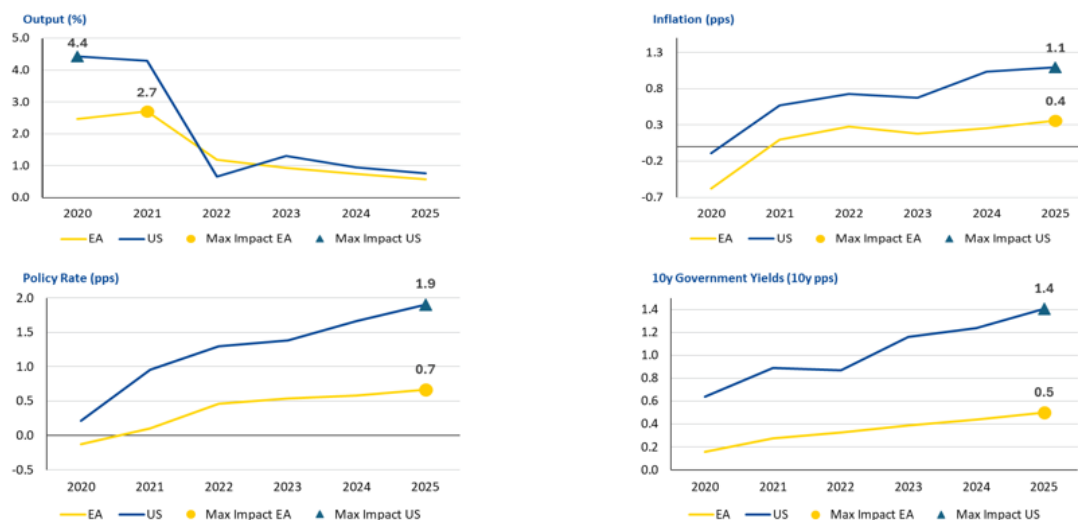 Output (%)
5.0
4.0
3.0
2.0
1.0
0.0
4.4
2.7
2020 2021 2022 2023 2024 2025
EA US Max Impact EA Max Impact US
Inflation (pps)
1.3
0.8
0.3
-0.2
-0.7
1.1
0.4
2020 2021 2022 2023 2024 2025
EA US Max Impact EA Max Impact US
Policy Rate (pps)
2.0
1.5
1.0
0.5
0.0
-0.5
1.9
0.7
2020 2021 2022 2023 2024 2025
EA US Max Impact EA Max Impact US
10y Government Yields (10y pps)
1.4
1.2
1.0
0.8
0.6
0.4
0.2
0.0
1.4
0.5
2020 2021 2022 2023 2024 2025
EA US Max Impact EA Max Impact US